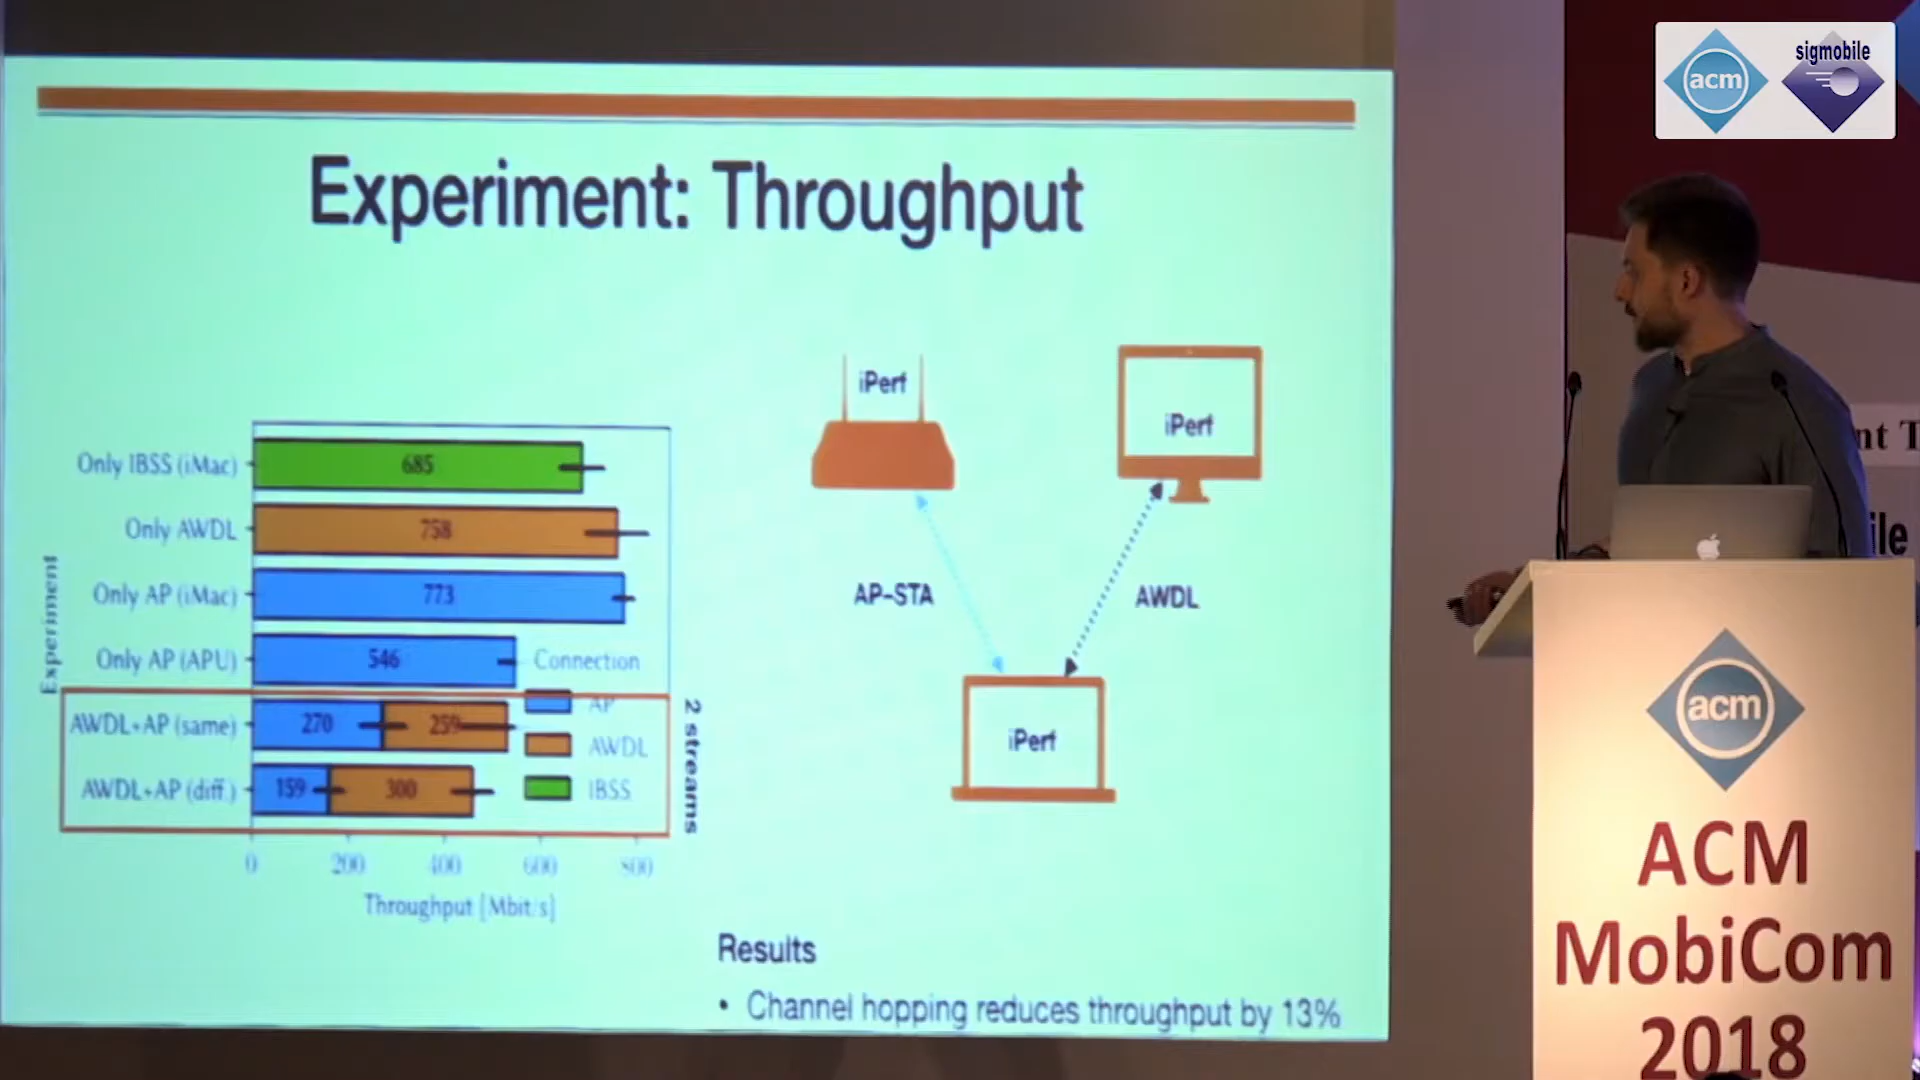 acm
sigmobile
Experiment: Throughput
Experiment
Only IBSS (iMac)
685
Only AWDL
758
Only AP (iMac)
773
Only AP (APU)
546
Connection
AP
AWDL
IBSS
AWDL+AP (same)
270
259
AWDL+AP (diff.)
159
300
2 streams
0
200
400
600
800
Throughput [Mbit/s]
iPerf
iPerf
AP-STA
AWDL
iPerf
Results
• Channel hopping reduces throughput by 13%
nt T
ile
acm
ACM
MobiCom
2018